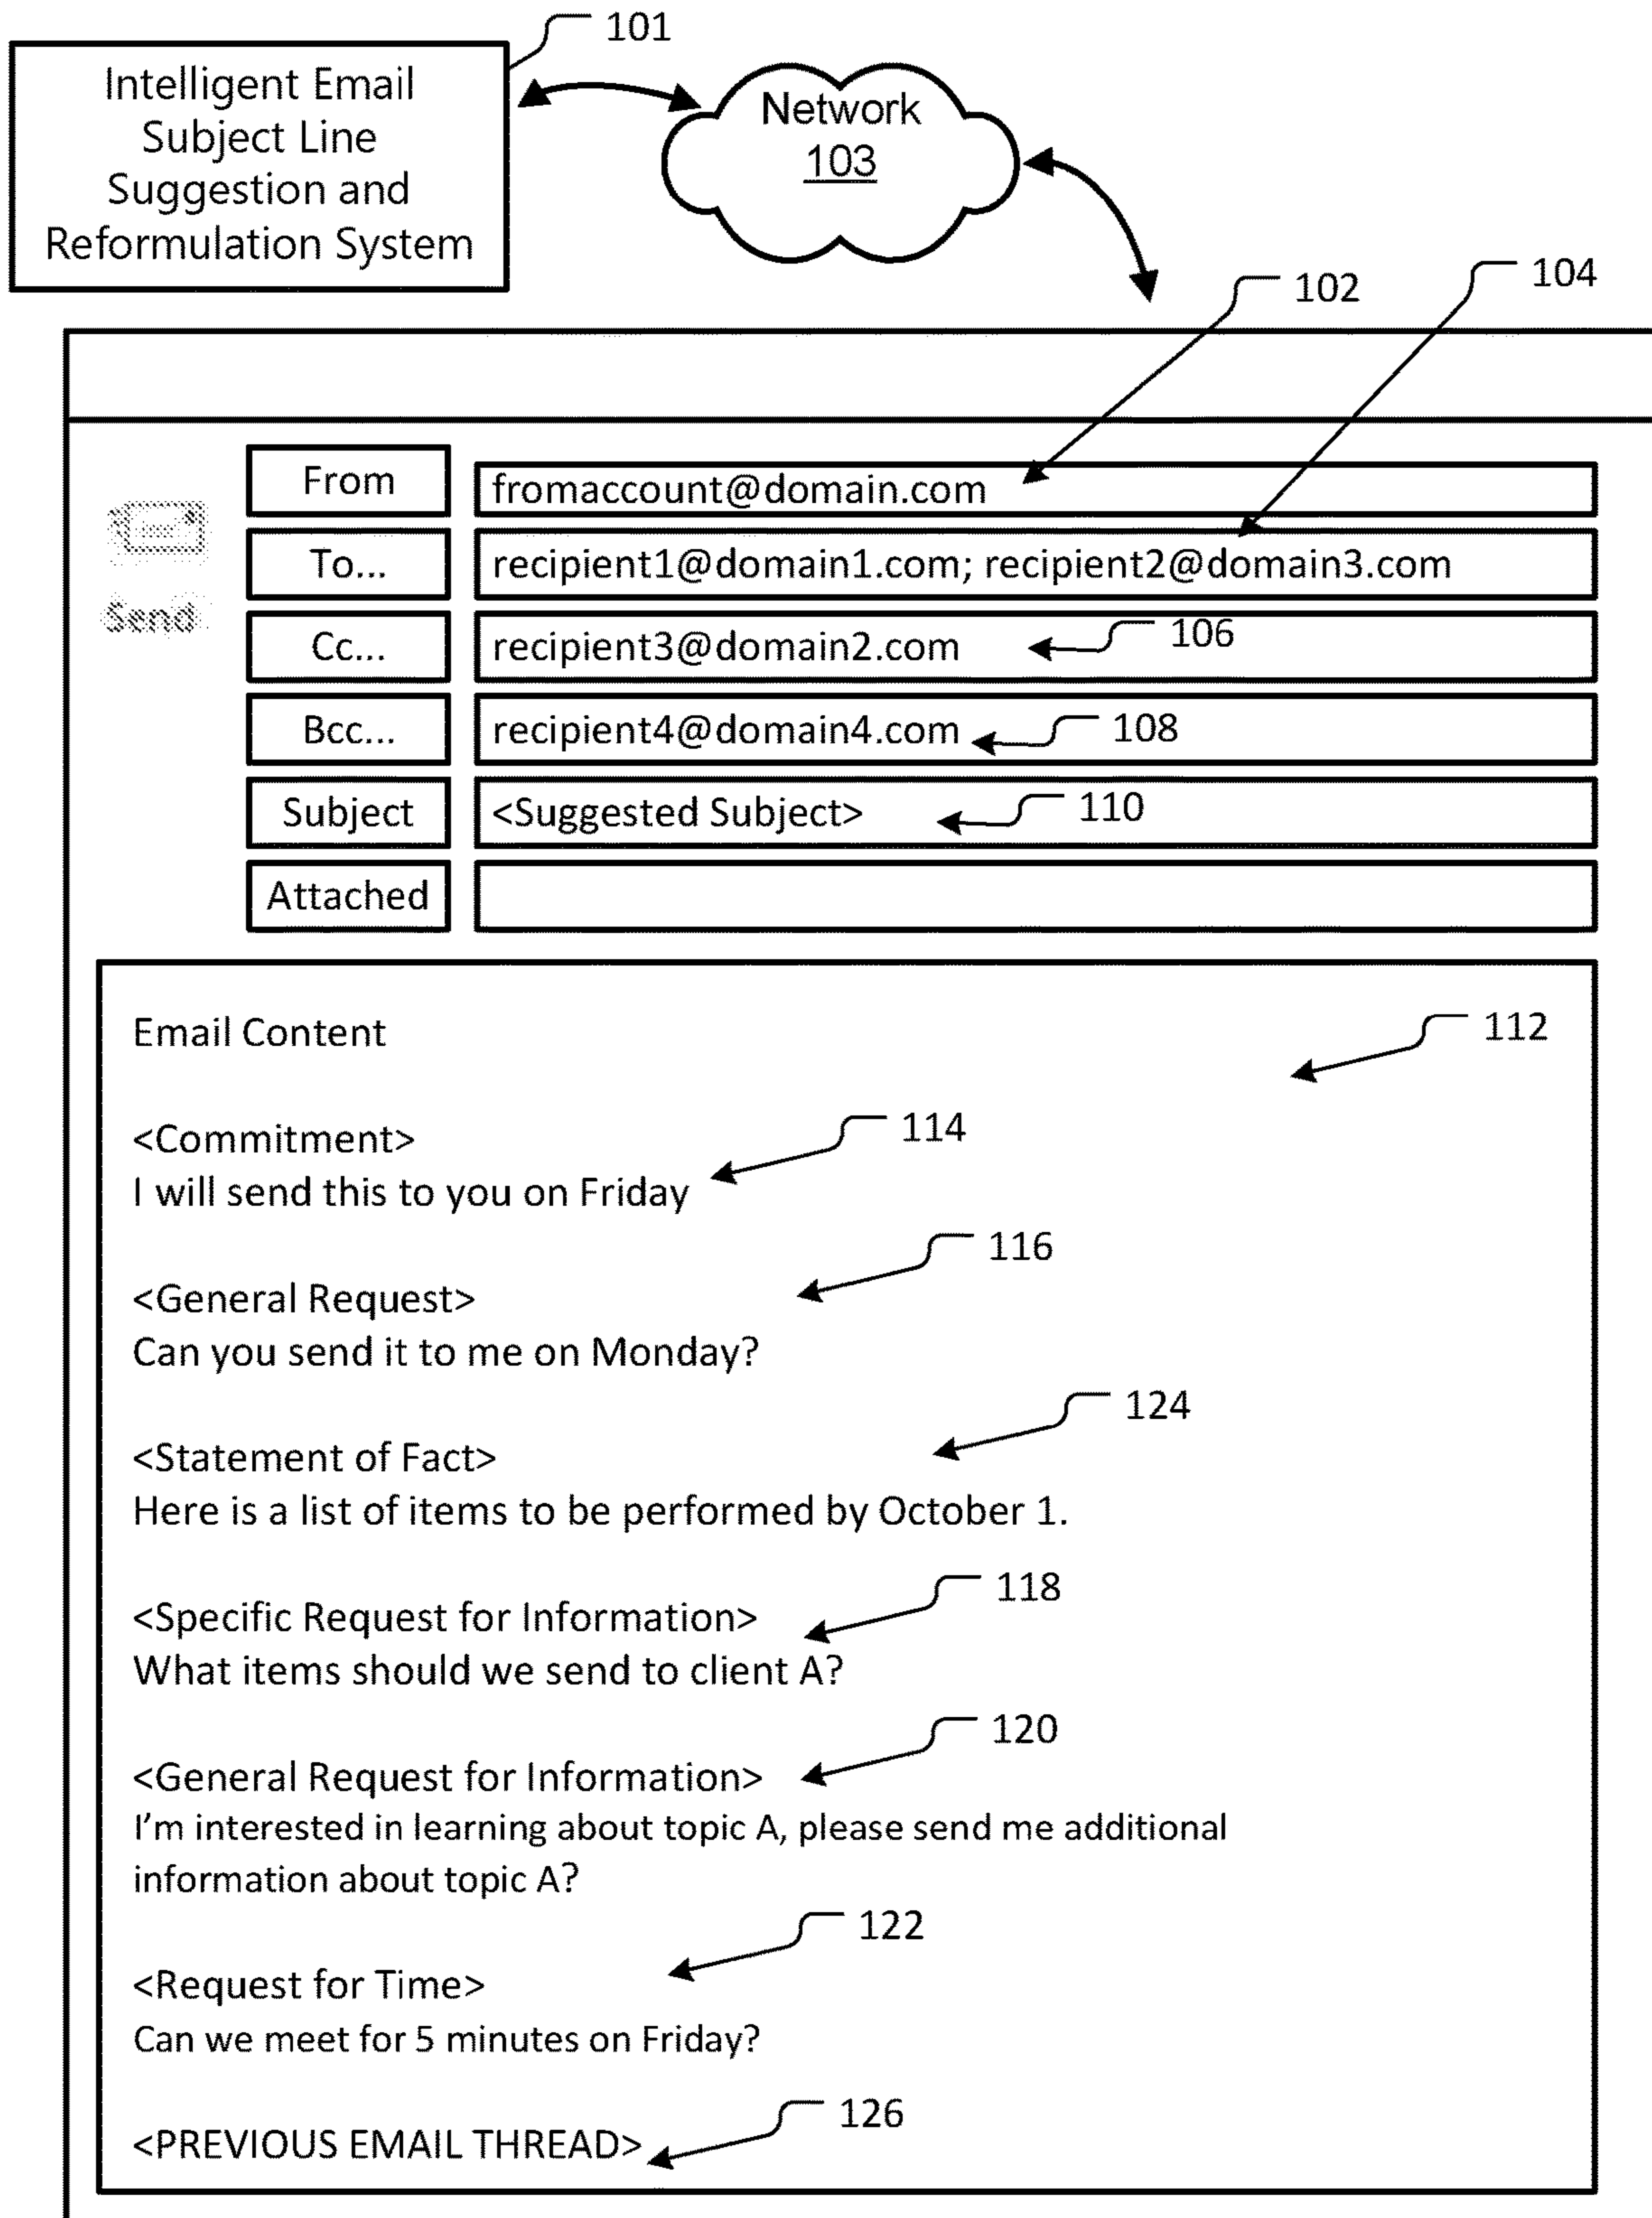 101
Intelligent Email
Subject Line
Suggestion and
Reformulation System
Network
103
102
104
From
fromaccount@domain.com
To...
recipient1@domain1.com; recipient2@domain3.com
Send
Cc...
recipient3@domain2.com
106
Bcc...
recipient4@domain4.com
108
Subject
<Suggested Subject>
110
Attached
Email Content
112
<Commitment>
114
I will send this to you on Friday
116
<General Request>
Can you send it to me on Monday?
124
<Statement of Fact>
Here is a list of items to be performed by October 1.
118
<Specific Request for Information>
What items should we send to client A?
120
<General Request for Information>
I'm interested in learning about topic A, please send me additional
information about topic A?
122
<Request for Time>
Can we meet for 5 minutes on Friday?
126
<PREVIOUS EMAIL THREAD>